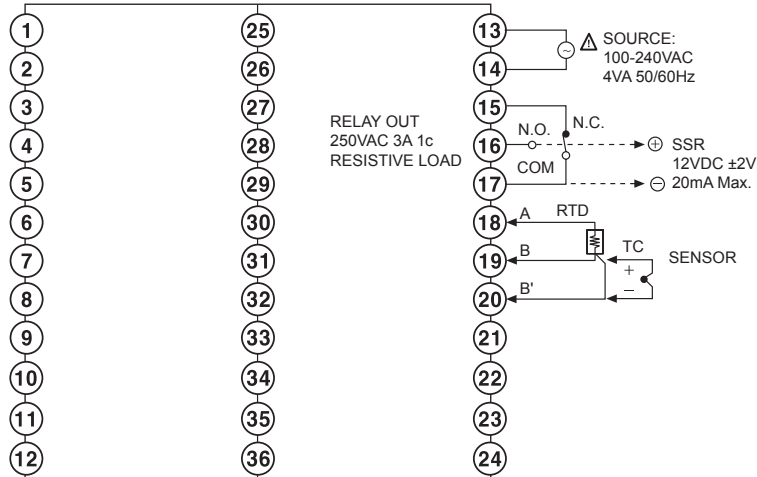 1 25 13
2 26 14
SOURCE:
100-240VAC
4VA 50/60Hz
3 27 15
4 28 16
5 29 17
RELAY OUT
250VAC 3A 1c
RESISTIVE LOAD
N.O. N.C.
COM
⊕ SSR
12VDC ±2V
⊖ 20mA Max.
6 30 18 A RTD
7 31 19 B TC SENSOR
+
8 32 20 B' −
9 33 21
10 34 22
11 35 23
12 36 24